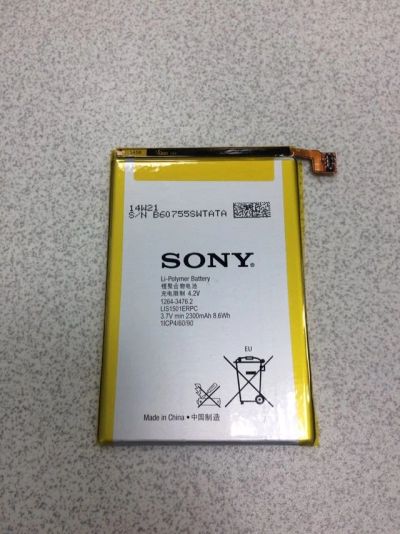 14W21
S/N B60755SWTATA
SONY
Li-Polymer Battery
锂聚合物电池
充电限制 4.2V
1264-3476.2
LIS1501ERPC
3.7V min 2300mAh 8.6Wh
1ICP4/60/90
EU
Made in China • 中国制造